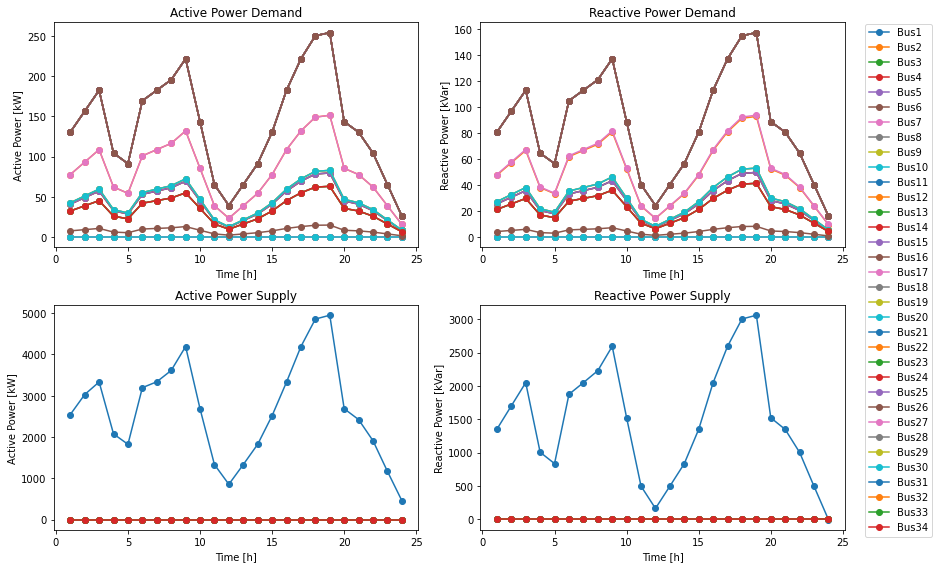 Active Power Demand
Active Power [kW]
250
200
150
100
50
0
0 5 10 15 20 25
Time [h]
Reactive Power Demand
Reactive Power [kVar]
160
140
120
100
80
60
40
20
0
0 5 10 15 20 25
Time [h]
Active Power Supply
Active Power [kW]
5000
4000
3000
2000
1000
0
0 5 10 15 20 25
Time [h]
Reactive Power Supply
Reactive Power [kVar]
3000
2500
2000
1500
1000
500
0
0 5 10 15 20 25
Time [h]
Bus1
Bus2
Bus3
Bus4
Bus5
Bus6
Bus7
Bus8
Bus9
Bus10
Bus11
Bus12
Bus13
Bus14
Bus15
Bus16
Bus17
Bus18
Bus19
Bus20
Bus21
Bus22
Bus23
Bus24
Bus25
Bus26
Bus27
Bus28
Bus29
Bus30
Bus31
Bus32
Bus33
Bus34